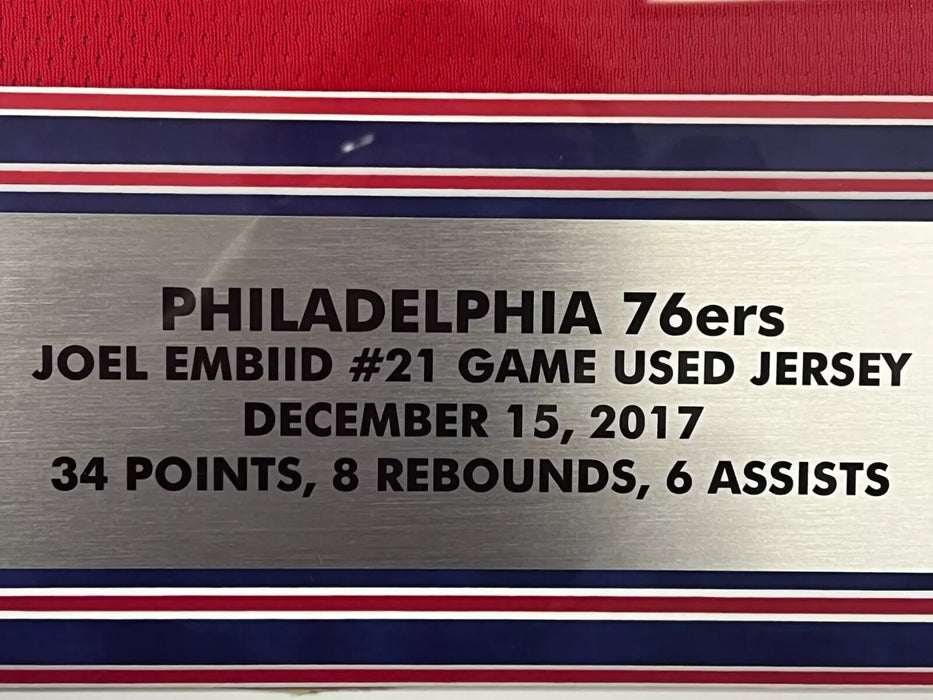 PHILADELPHIA 76ers
JOEL EMBIID #21 GAME USED JERSEY
DECEMBER 15, 2017
34 POINTS, 8 REBOUNDS, 6 ASSISTS